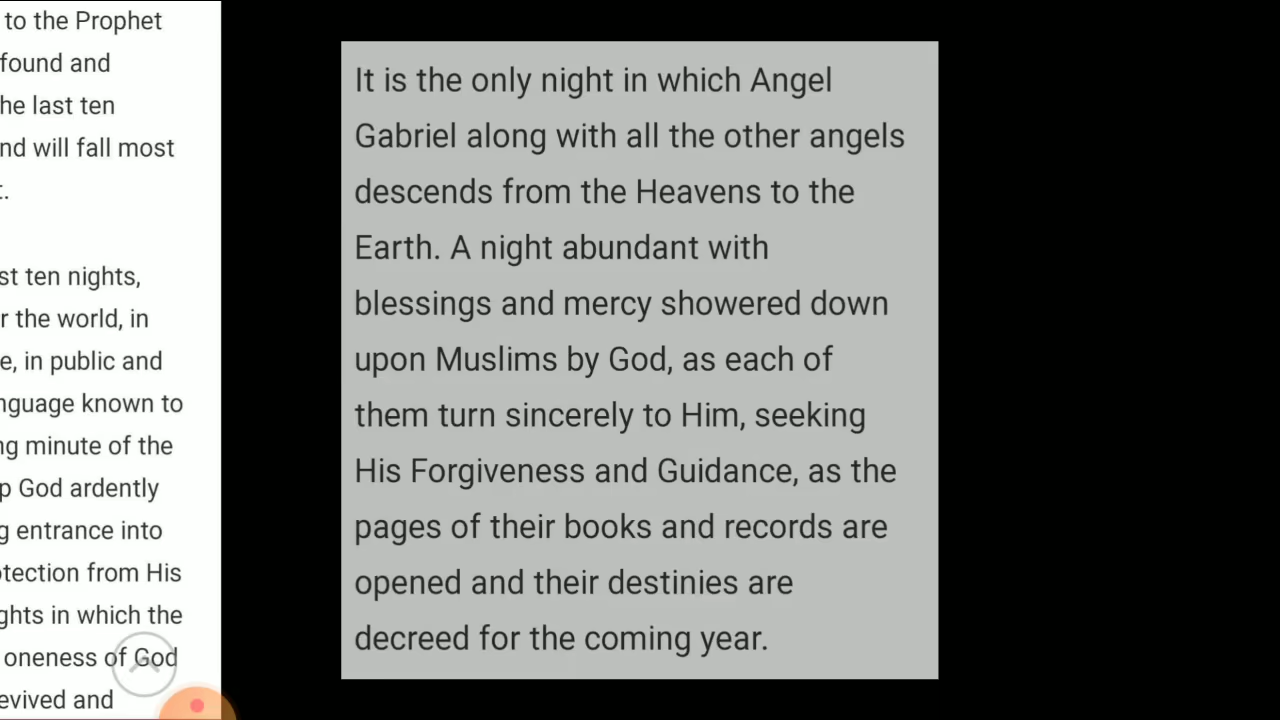 to the Prophet
found and
he last ten
nd will fall most
t.
st ten nights,
r the world, in
e, in public and
nguage known to
ng minute of the
p God ardently
g entrance into
otection from His
ghts in which the
oneness of God
evived and
It is the only night in which Angel
Gabriel along with all the other angels
descends from the Heavens to the
Earth. A night abundant with
blessings and mercy showered down
upon Muslims by God, as each of
them turn sincerely to Him, seeking
His Forgiveness and Guidance, as the
pages of their books and records are
opened and their destinies are
decreed for the coming year.